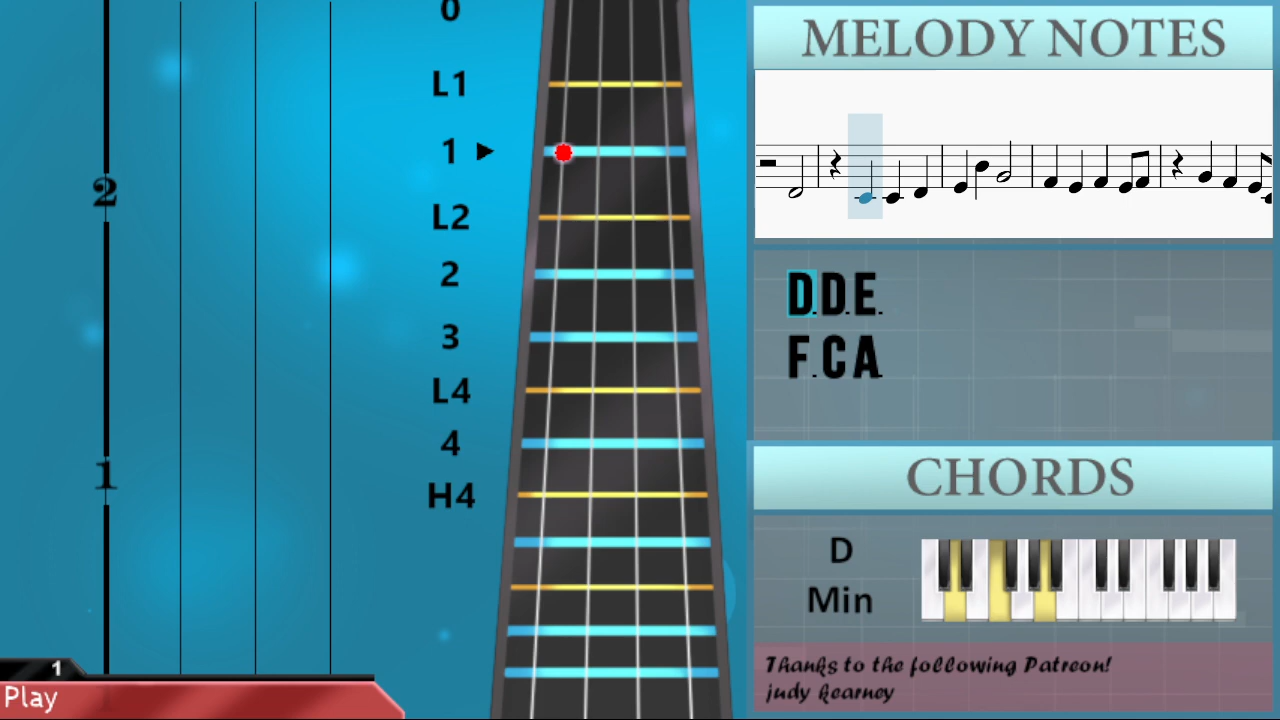 0
L1
1
L2
2
3
L4
4
H4
2
1
1
Play
MELODY NOTES
D.D.E.
F.C A.
CHORDS
D
Min
Thanks to the following Patreon!
judy kearney